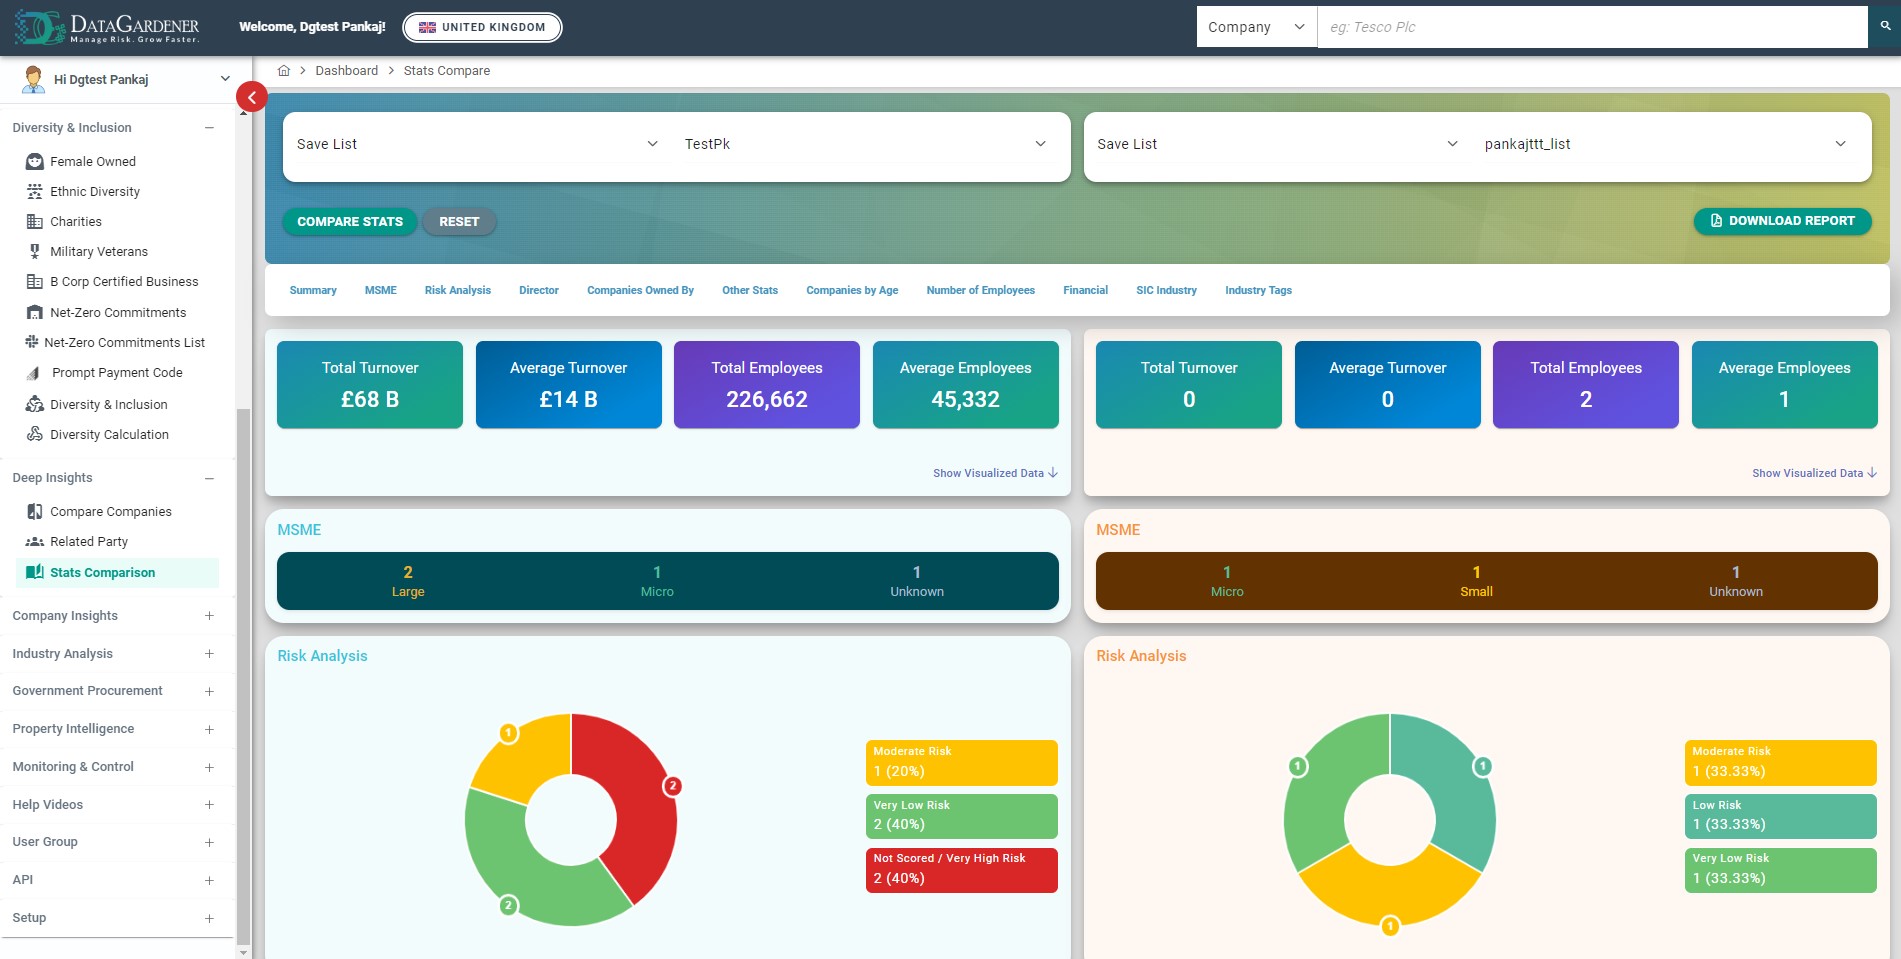 DATAGARDENER
Manage Risk. Grow Faster.
Welcome, Dgtest Pankaj!
UNITED KINGDOM
Company
eg: Tesco Plc
Hi Dgtest Pankaj
Dashboard
Stats Compare
Diversity & Inclusion
Female Owned
Ethnic Diversity
Charities
Military Veterans
B Corp Certified Business
Net-Zero Commitments
Net-Zero Commitments List
Prompt Payment Code
Diversity & Inclusion
Diversity Calculation
Deep Insights
Compare Companies
Related Party
Stats Comparison
Company Insights
Industry Analysis
Government Procurement
Property Intelligence
Monitoring & Control
Help Videos
User Group
API
Setup
Save List
TestPk
Save List
pankajttt_list
COMPARE STATS
RESET
DOWNLOAD REPORT
Summary
MSME
Risk Analysis
Director
Companies Owned By
Other Stats
Companies by Age
Number of Employees
Financial
SIC Industry
Industry Tags
Total Turnover
£68 B
Average Turnover
£14 B
Total Employees
226,662
Average Employees
45,332
Show Visualized Data
Total Turnover
0
Average Turnover
0
Total Employees
2
Average Employees
1
Show Visualized Data
MSME
2
Large
1
Micro
1
Unknown
MSME
1
Micro
1
Small
1
Unknown
Risk Analysis
1
2
2
Moderate Risk
1 (20%)
Very Low Risk
2 (40%)
Not Scored / Very High Risk
2 (40%)
Risk Analysis
1
1
1
Moderate Risk
1 (33.33%)
Low Risk
1 (33.33%)
Very Low Risk
1 (33.33%)